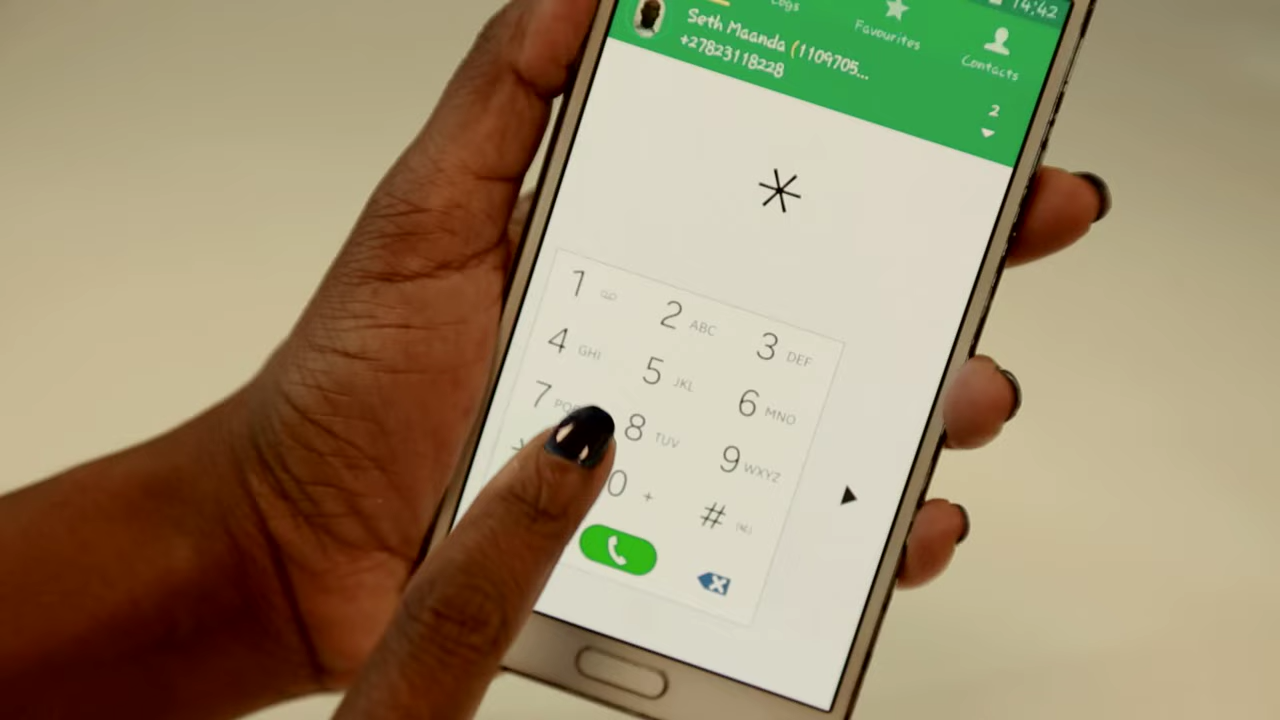 14:42
Logs
Favourites
Contacts
Seth Maanda (1109705...
+27823118228
2
*
1
2 ABC
3 DEF
4 GHI
5 JKL
6 MNO
7
8 TUV
9 WXYZ
0 +
#